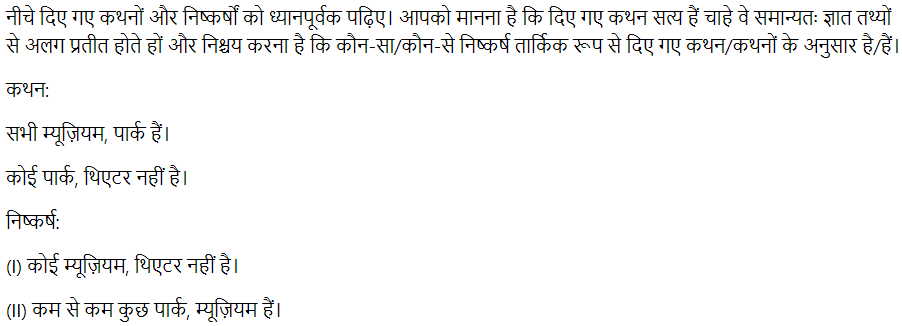 नीचे दिए गए कथनों और निष्कर्षों को ध्यानपूर्वक पढ़िए। आपको मानना है कि दिए गए कथन सत्य हैं चाहे वे समान्यतः ज्ञात तथ्यों
से अलग प्रतीत होते हों और निश्चय करना है कि कौन-सा/कौन-से निष्कर्ष तार्किक रूप से दिए गए कथन/कथनों के अनुसार है/हैं।
कथन:
सभी म्यूज़ियम, पार्क हैं।
कोई पार्क, थिएटर नहीं है।
निष्कर्ष:
(I) कोई म्यूज़ियम, थिएटर नहीं है।
(II) कम से कम कुछ पार्क, म्यूज़ियम हैं।